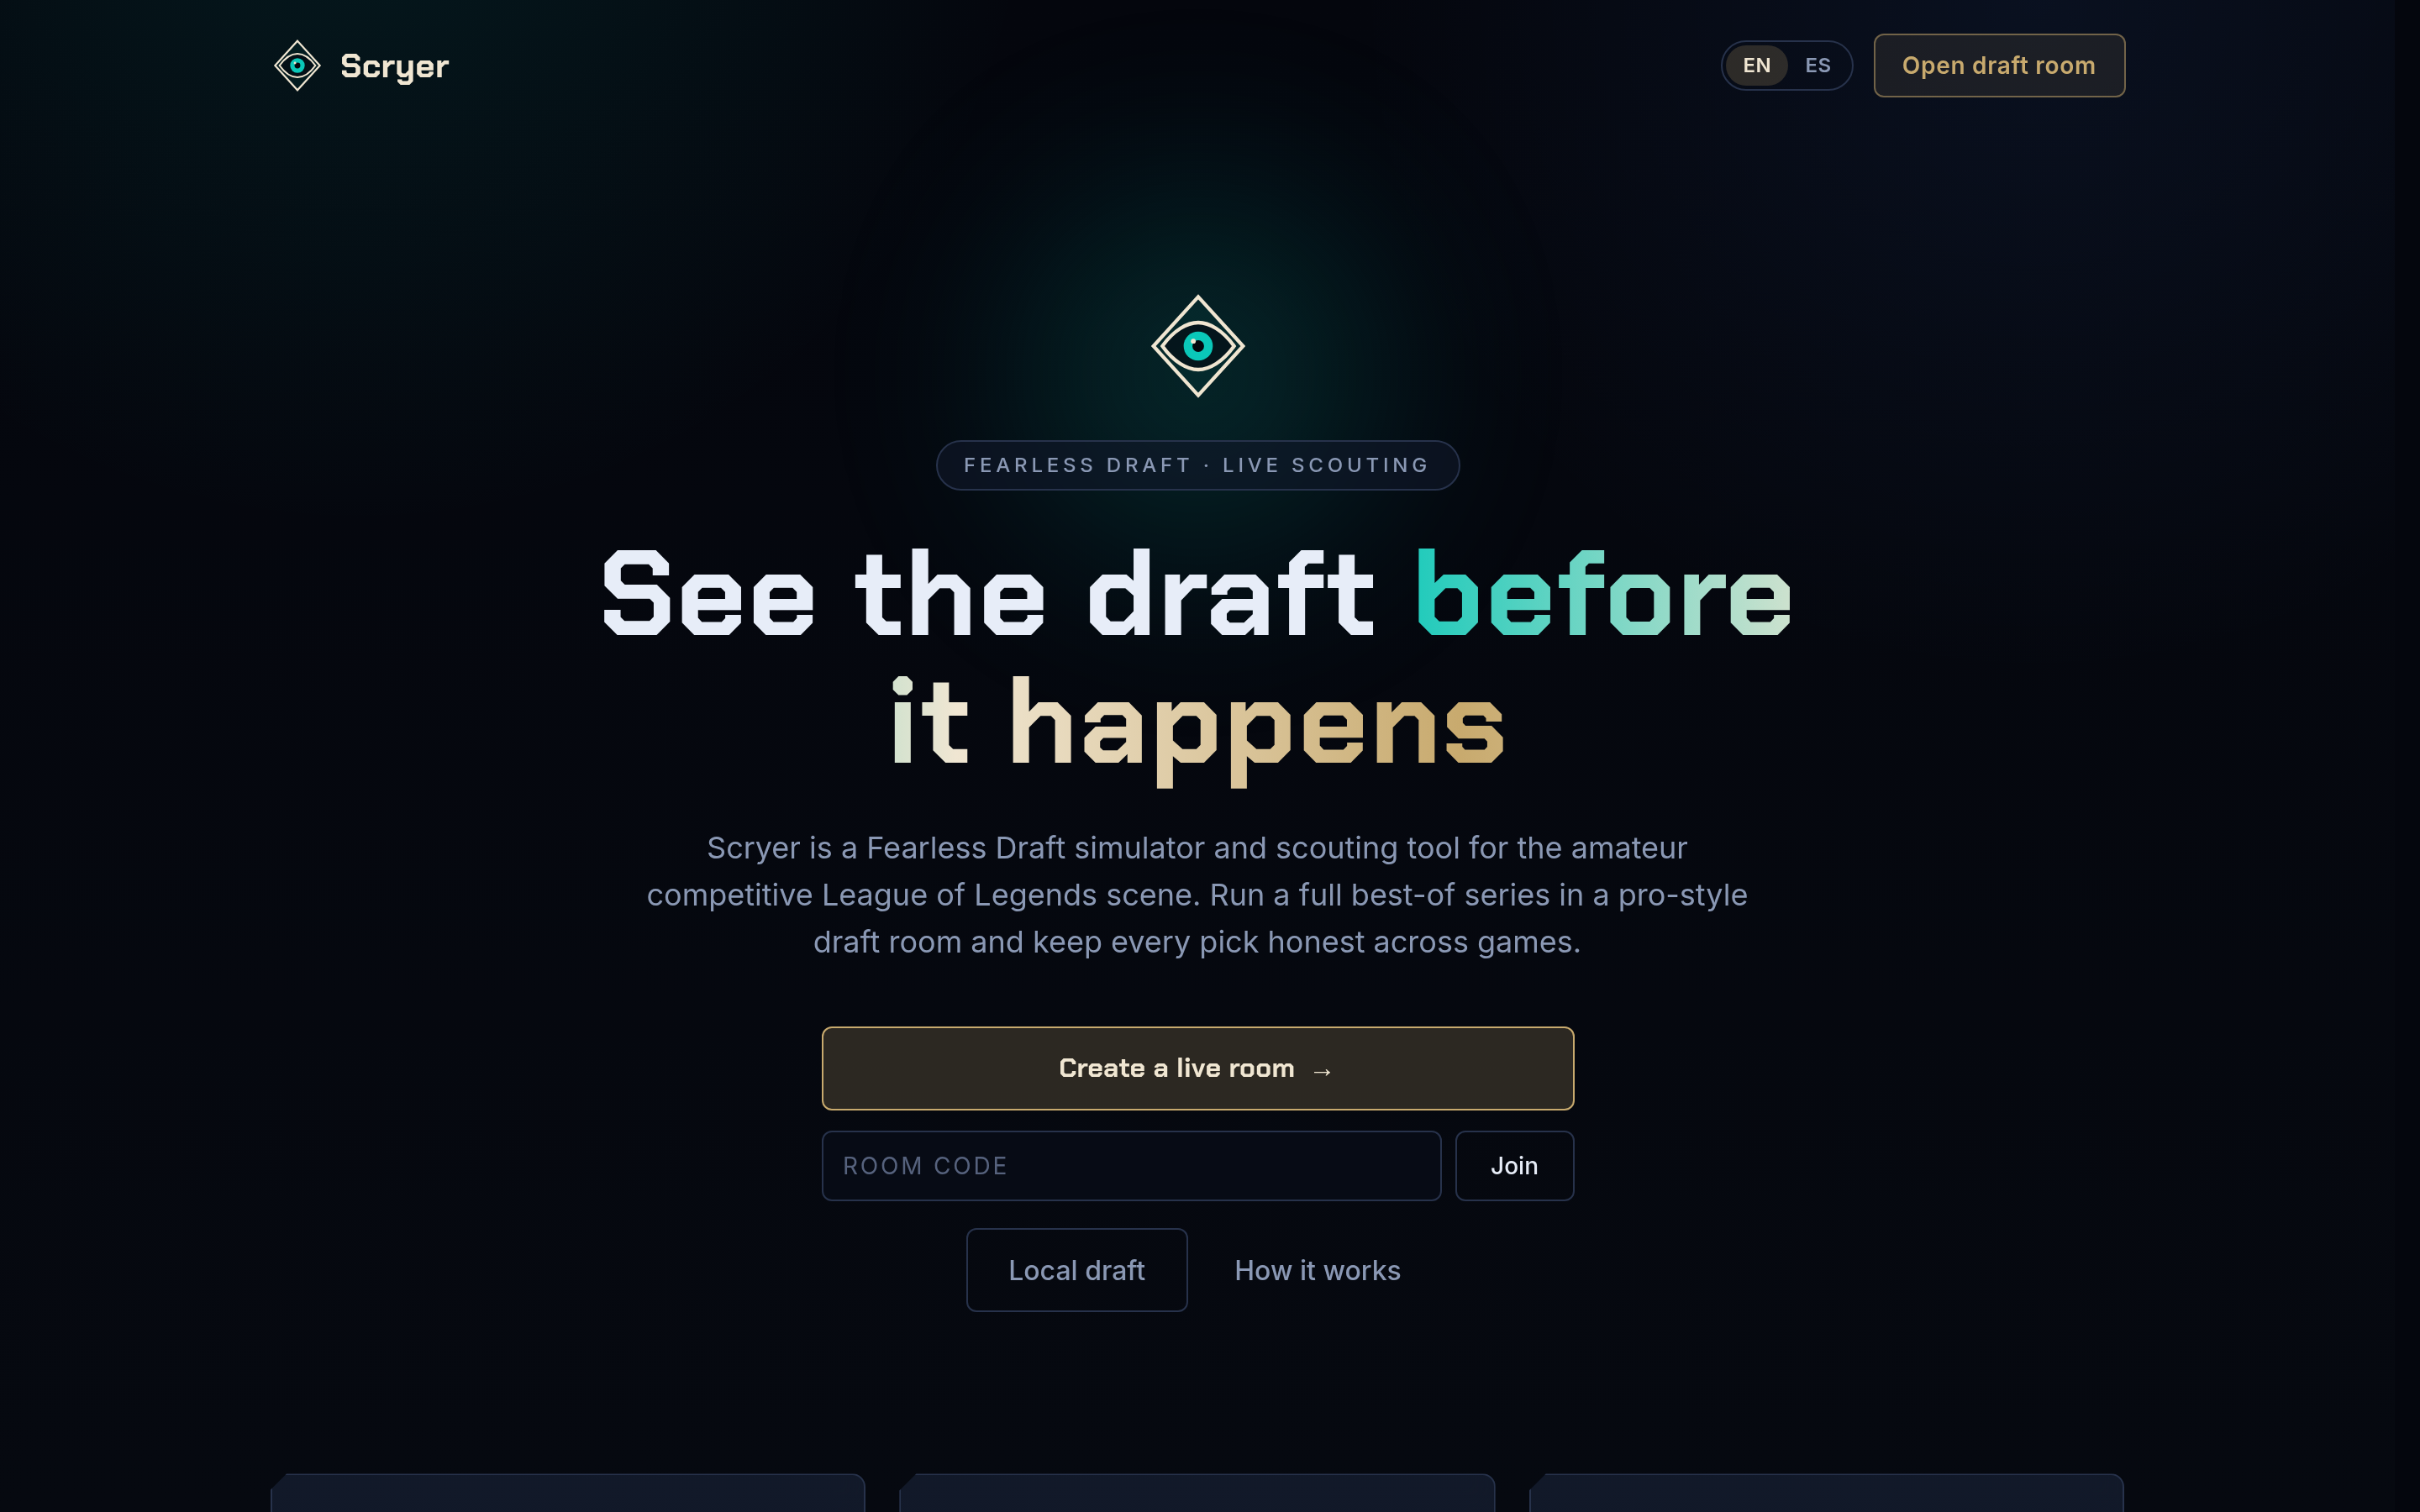 Scryer
EN ES
Open draft room
FEARLESS DRAFT · LIVE SCOUTING
See the draft before
it happens
Scryer is a Fearless Draft simulator and scouting tool for the amateur
competitive League of Legends scene. Run a full best-of series in a pro-style
draft room and keep every pick honest across games.
Create a live room →
ROOM CODE
Join
Local draft
How it works